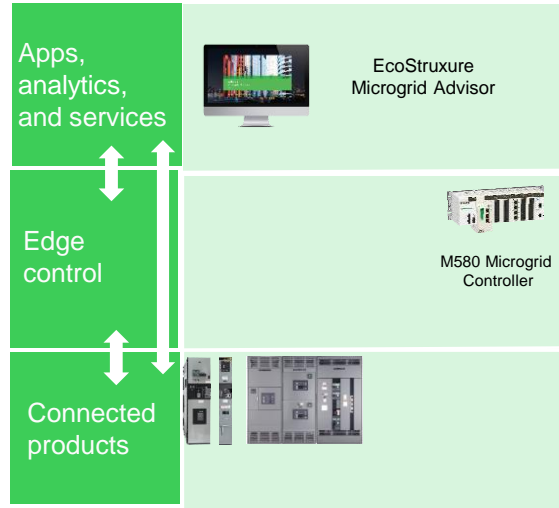 Apps,
analytics,
and services
EcoStruxure
Microgrid Advisor
Edge
control
M580 Microgrid
Controller
Connected
products